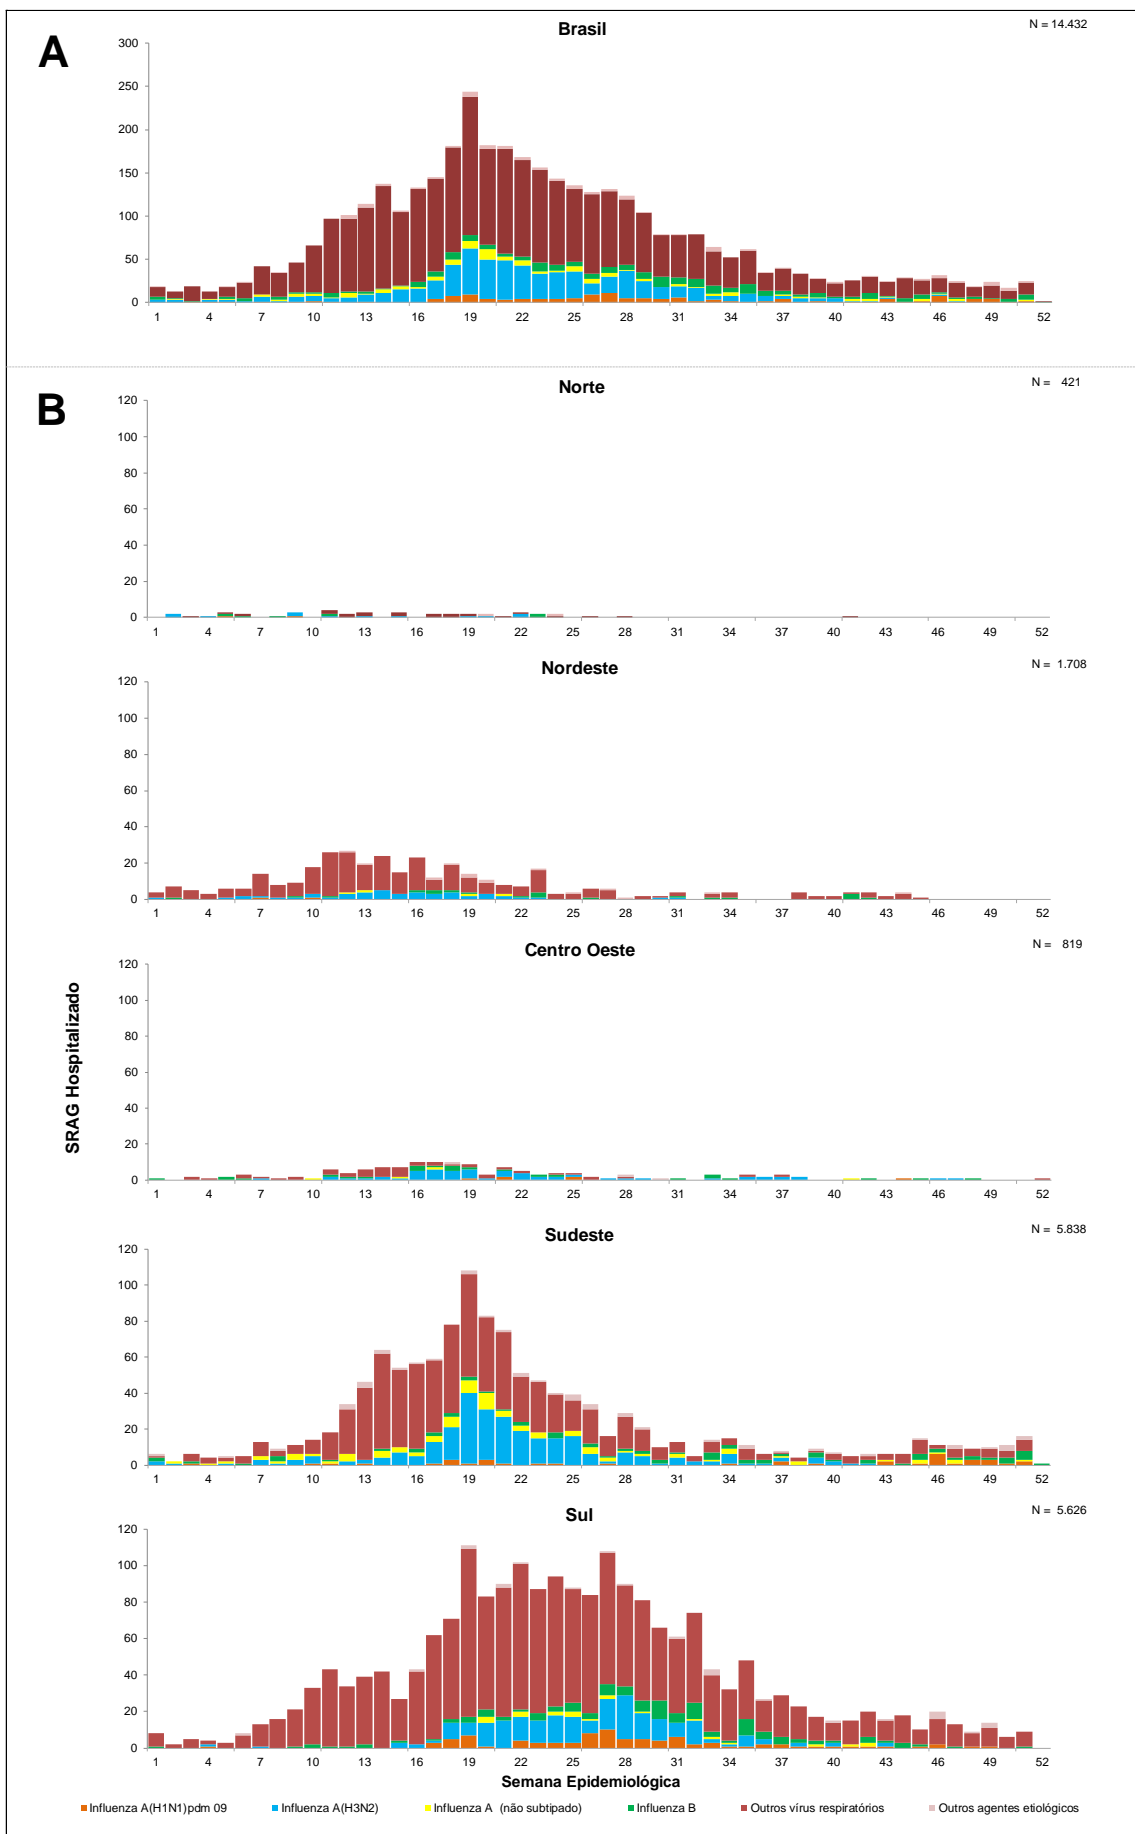 A
Brasil
N = 14.432
300
250
200
150
100
50
0
1 4 7 10 13 16 19 22 25 28 31 34 37 40 43 46 49 52
B
Norte
N = 421
120
100
80
60
40
20
0
1 4 7 10 13 16 19 22 25 28 31 34 37 40 43 46 49 52
Nordeste
N = 1.708
120
100
80
60
40
20
0
1 4 7 10 13 16 19 22 25 28 31 34 37 40 43 46 49 52
Centro Oeste
N = 819
120
100
80
60
40
20
0
1 4 7 10 13 16 19 22 25 28 31 34 37 40 43 46 49 52
SRAG Hospitalizado
Sudeste
N = 5.838
120
100
80
60
40
20
0
1 4 7 10 13 16 19 22 25 28 31 34 37 40 43 46 49 52
Sul
N = 5.626
120
100
80
60
40
20
0
1 4 7 10 13 16 19 22 25 28 31 34 37 40 43 46 49 52
Semana Epidemiológica
Influenza A(H1N1)pdm 09 Influenza A(H3N2) Influenza A (não subtipado) Influenza B Outros vírus respiratórios Outros agentes etiológicos